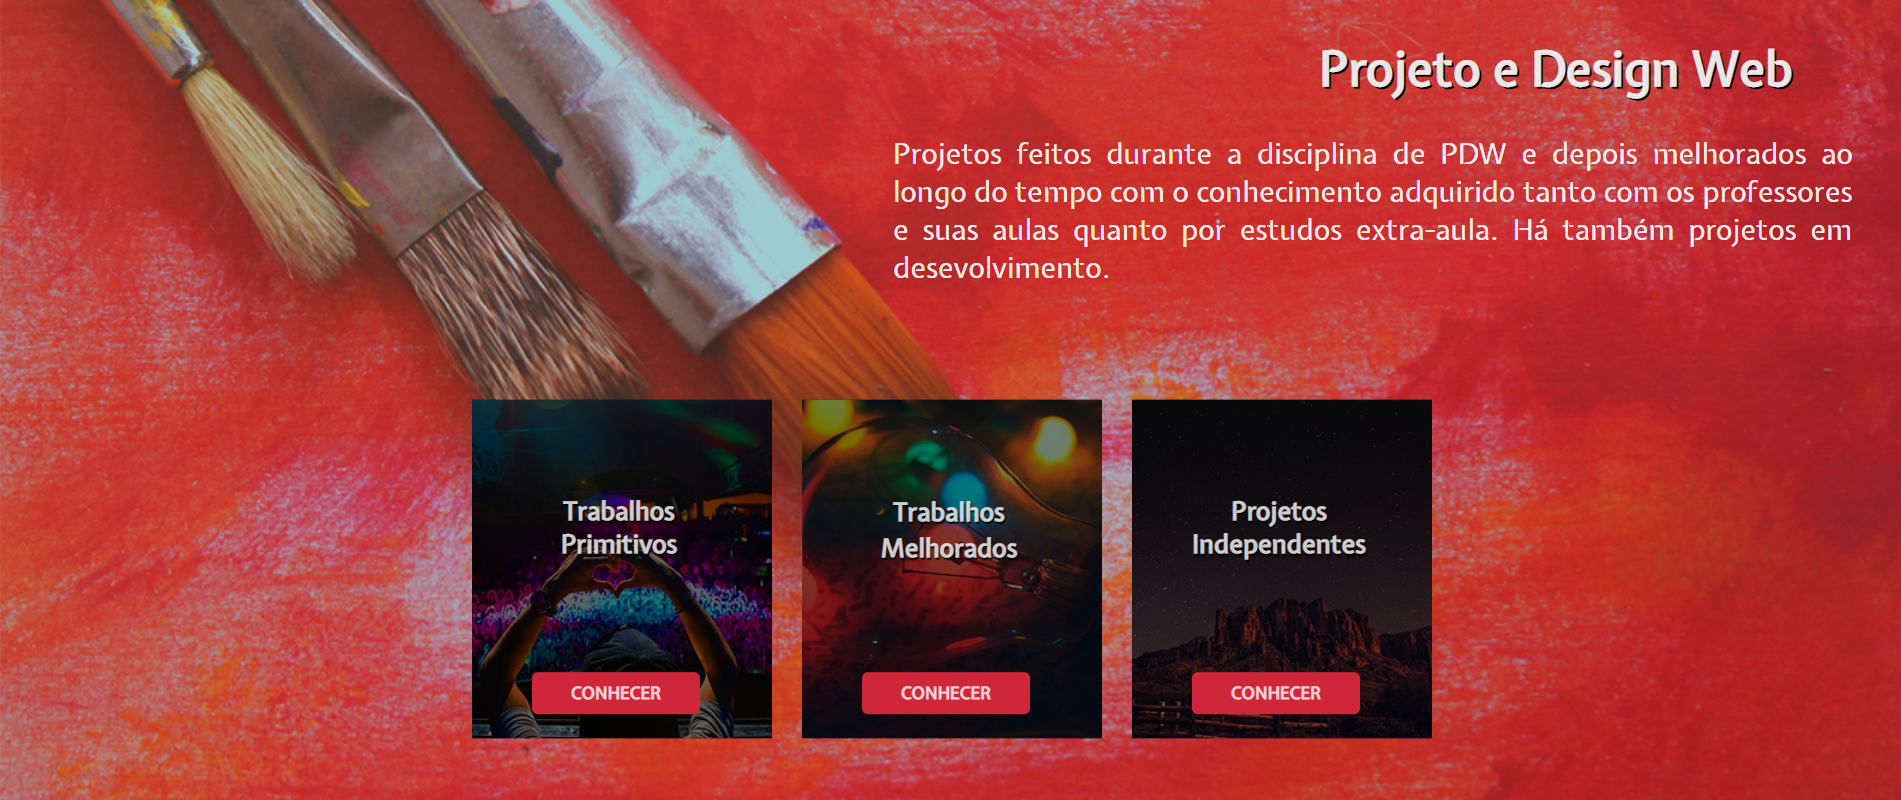 Projeto e Design Web
Projetos feitos durante a disciplina de PDW e depois melhorados ao
longo do tempo com o conhecimento adquirido tanto com os professores
e suas aulas quanto por estudos extra-aula. Há também projetos em
desevolvimento.
Trabalhos
Primitivos
CONHECER
Trabalhos
Melhorados
CONHECER
Projetos
Independentes
CONHECER